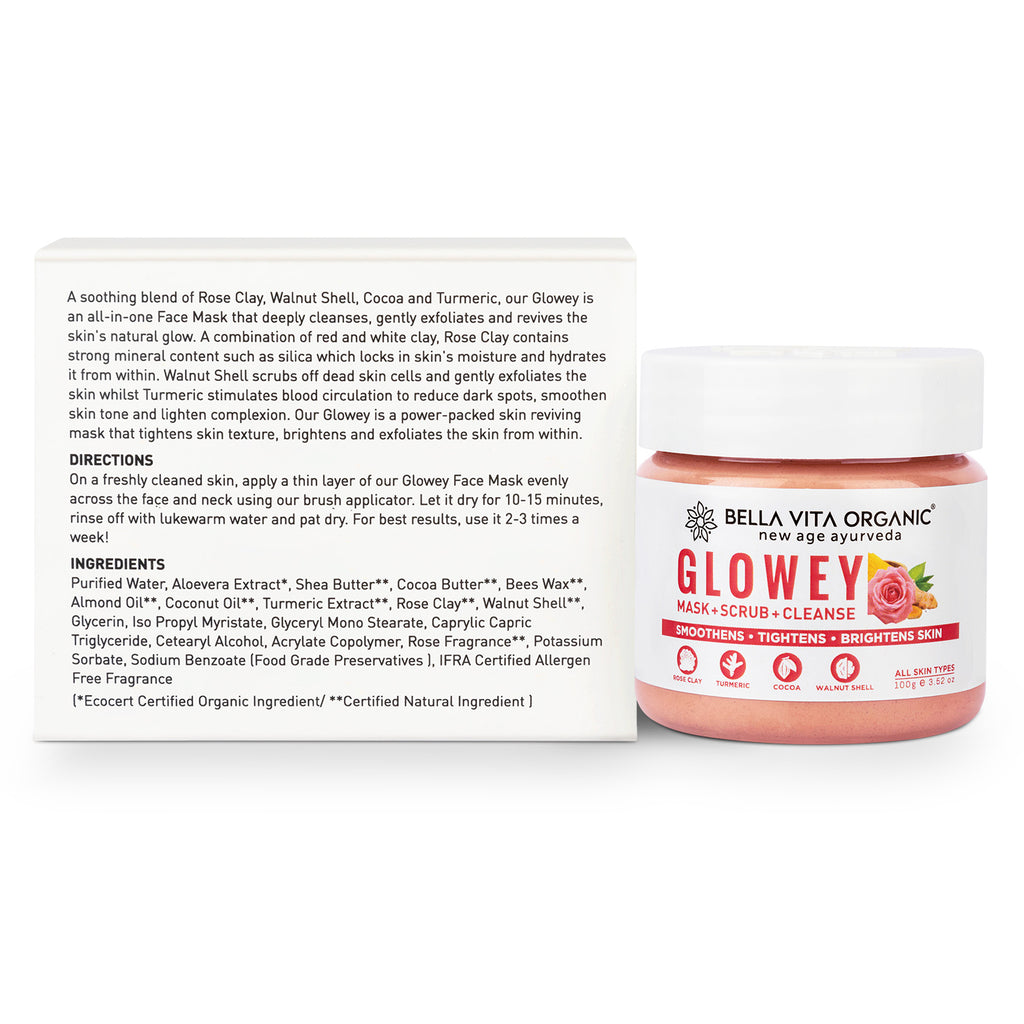 A soothing blend of Rose Clay, Walnut Shell, Cocoa and Turmeric, our Glowey is
an all-in-one Face Mask that deeply cleanses, gently exfoliates and revives the
skin's natural glow. A combination of red and white clay, Rose Clay contains
strong mineral content such as silica which locks in skin's moisture and hydrates
it from within. Walnut Shell scrubs off dead skin cells and gently exfoliates the
skin whilst Turmeric stimulates blood circulation to reduce dark spots, smoothen
skin tone and lighten complexion. Our Glowey is a power-packed skin reviving
mask that tightens skin texture, brightens and exfoliates the skin from within.
DIRECTIONS
On a freshly cleaned skin, apply a thin layer of our Glowey Face Mask evenly
across the face and neck using our brush applicator. Let it dry for 10-15 minutes,
rinse off with lukewarm water and pat dry. For best results, use it 2-3 times a
week!
INGREDIENTS
Purified Water, Aloevera Extract*, Shea Butter**, Cocoa Butter**, Bees Wax**,
Almond Oil**, Coconut Oil**, Turmeric Extract**, Rose Clay**, Walnut Shell**,
Glycerin, Iso Propyl Myristate, Glyceryl Mono Stearate, Caprylic Capric
Triglyceride, Cetearyl Alcohol, Acrylate Copolymer, Rose Fragrance**, Potassium
Sorbate, Sodium Benzoate (Food Grade Preservatives ), IFRA Certified Allergen
Free Fragrance
(*Ecocert Certified Organic Ingredient/ **Certified Natural Ingredient )
BELLA VITA ORGANIC®
new age ayurveda
GLOWEY
MASK+SCRUB+CLEANSE
SMOOTHENS • TIGHTENS • BRIGHTENS SKIN
ROSE CLAY TURMERIC COCOA WALNUT SHELL
ALL SKIN TYPES
100g e 3.52 oz